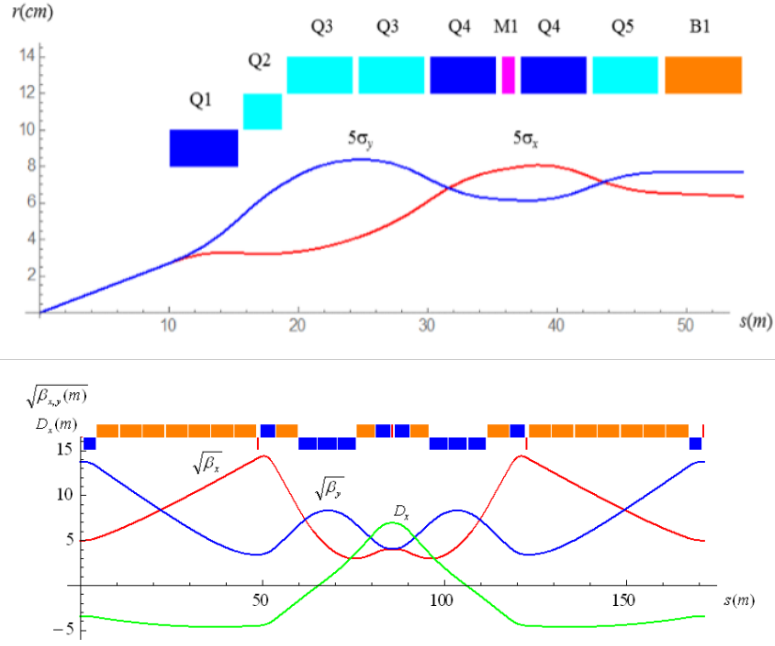 r(cm)
Q3 Q3 Q4 M1 Q4 Q5 B1
Q2
Q1
14
12
10
8
6
4
2
5σy 5σx
10 20 30 40 50 s(m)
√βx,y(m)
Dx(m)
15
10
5
−5
√βx
√βy
Dx
50 100 150 s(m)